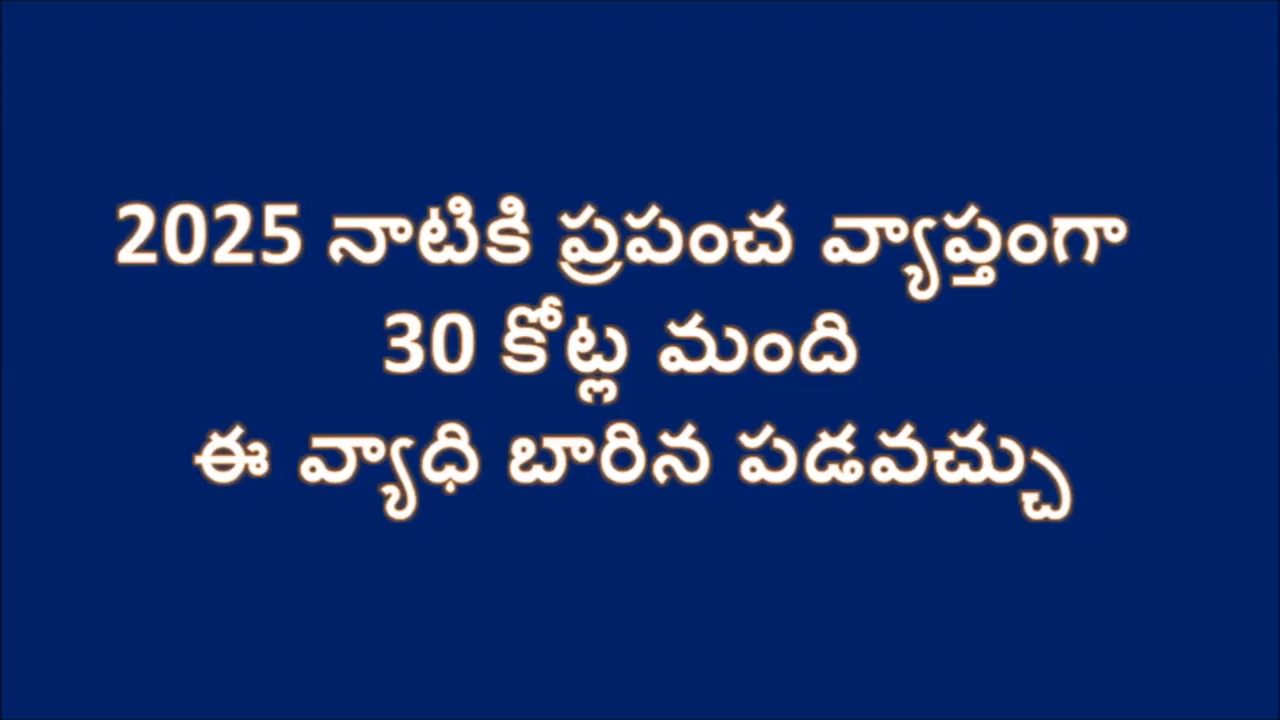 2025 నాటికి ప్రపంచ వ్యాప్తంగా
30 కోట్ల మంది
ఈ వ్యాధి బారిన పడవచ్చు